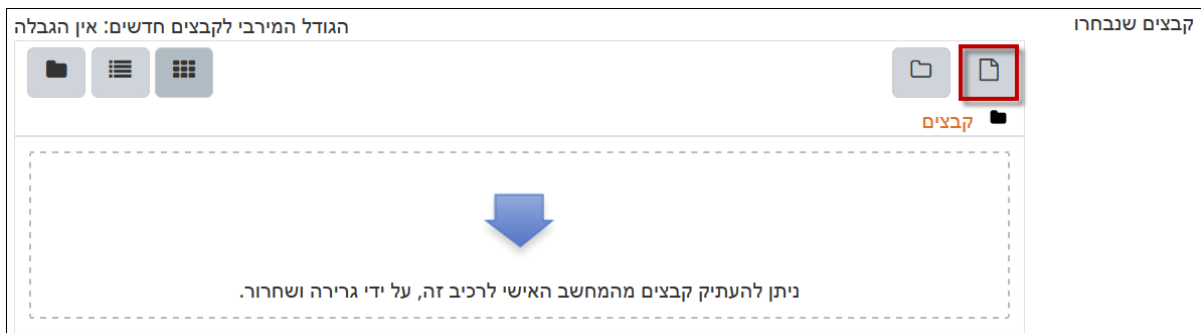 קבצים שנבחרו
הגודל המירבי לקבצים חדשים: אין הגבלה
קבצים
ניתן להעתיק קבצים מהמחשב האישי לרכיב זה, על ידי גרירה ושחרור.